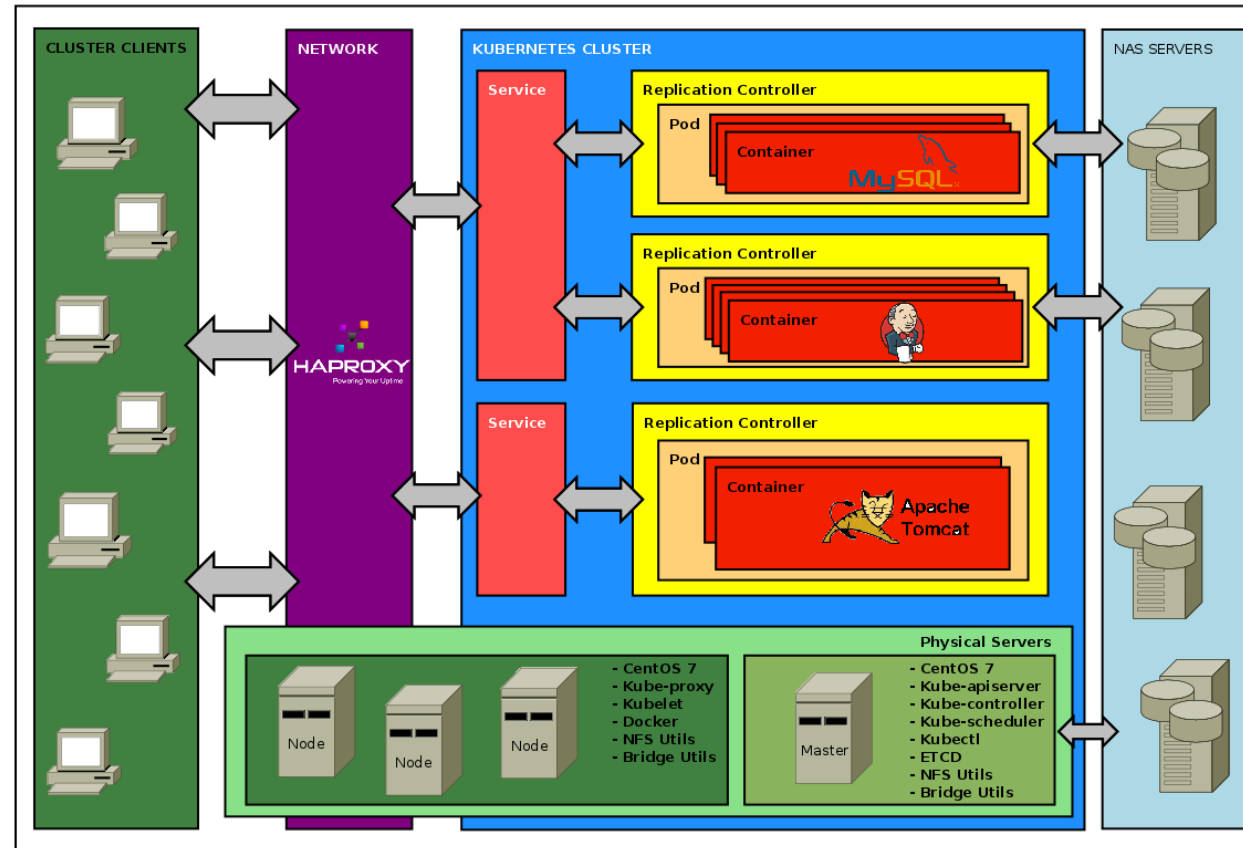 CLUSTER CLIENTS
NETWORK
KUBERNETES CLUSTER
NAS SERVERS
Service
Replication Controller
Pod
Container
MySQL
Replication Controller
Pod
Container
HAPROXY
Powering Your Uptime
Service
Replication Controller
Pod
Container
Apache
Tomcat
Physical Servers
Node
Node
Node
- CentOS 7
- Kube-proxy
- Kubelet
- Docker
- NFS Utils
- Bridge Utils
Master
- CentOS 7
- Kube-apiserver
- Kube-controller
- Kube-scheduler
- Kubectl
- ETCD
- NFS Utils
- Bridge Utils